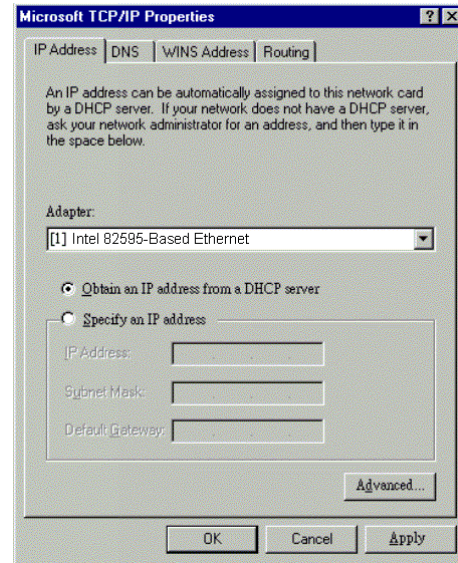 Microsoft TCP/IP Properties
IP Address DNS WINS Address Routing
An IP address can be automatically assigned to this network card
by a DHCP server. If your network does not have a DHCP server,
ask your network administrator for an address, and then type it in
the space below.
Adapter:
[1] Intel 82595-Based Ethernet
Obtain an IP address from a DHCP server
Specify an IP address
IP Address:
Subnet Mask:
Default Gateway:
Advanced...
OK Cancel Apply